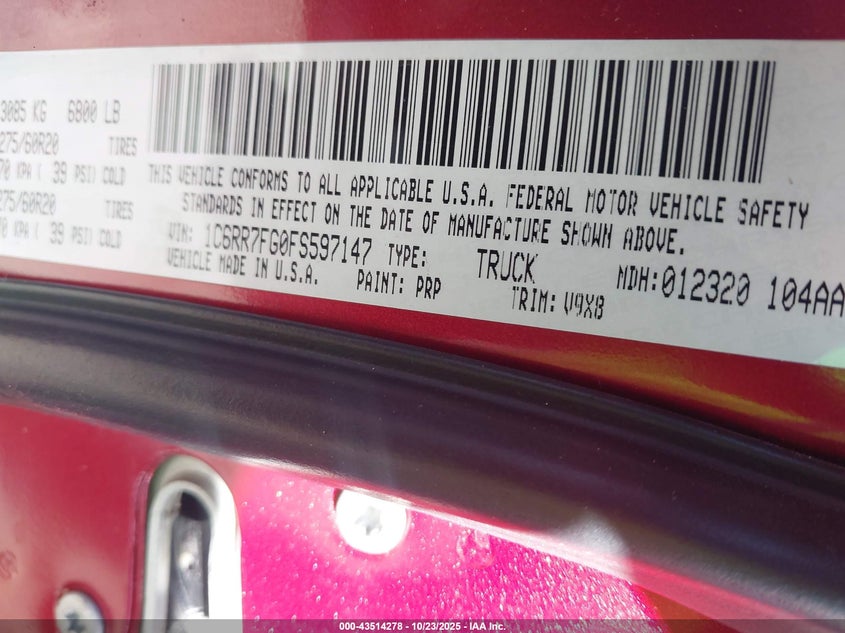 3085 KG 6800 LB
275/60R20 TIRES
70 KPA ( 39 PSI) COLD
275/60R20 TIRES
70 KPA ( 39 PSI) COLD
THIS VEHICLE CONFORMS TO ALL APPLICABLE U.S.A. FEDERAL MOTOR VEHICLE SAFETY
STANDARDS IN EFFECT ON THE DATE OF MANUFACTURE SHOWN ABOVE.
VIN: 1C6RR7FG0FS597147 TYPE: TRUCK MDH:012320 104AA
VEHICLE MADE IN U.S.A. PAINT: PRP TRIM: V9X8
000-43514278 - 10/23/2025 - IAA Inc.